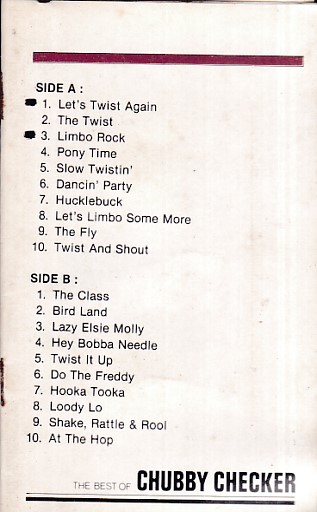 SIDE A :
1. Let's Twist Again
2. The Twist
3. Limbo Rock
4. Pony Time
5. Slow Twistin'
6. Dancin' Party
7. Hucklebuck
8. Let's Limbo Some More
9. The Fly
10. Twist And Shout
SIDE B :
1. The Class
2. Bird Land
3. Lazy Elsie Molly
4. Hey Bobba Needle
5. Twist It Up
6. Do The Freddy
7. Hooka Tooka
8. Loody Lo
9. Shake, Rattle & Rool
10. At The Hop
THE BEST OF CHUBBY CHECKER